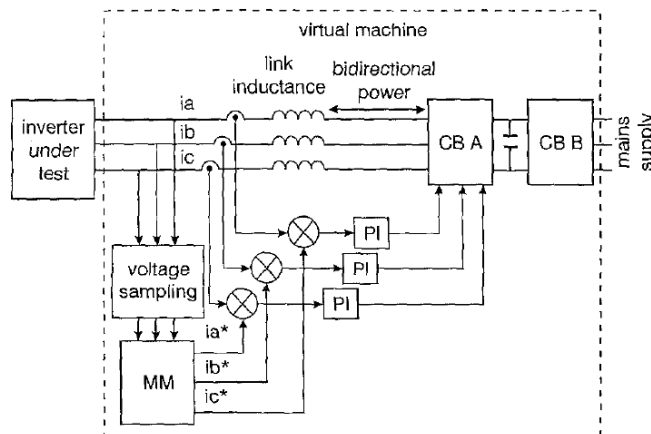 virtual machine
link
inductance
bidirectional
power
ia
ib
ic
inverter
under
test
CB A
CB B
mains
supply
PI
PI
PI
voltage
sampling
MM
ia*
ib*
ic*